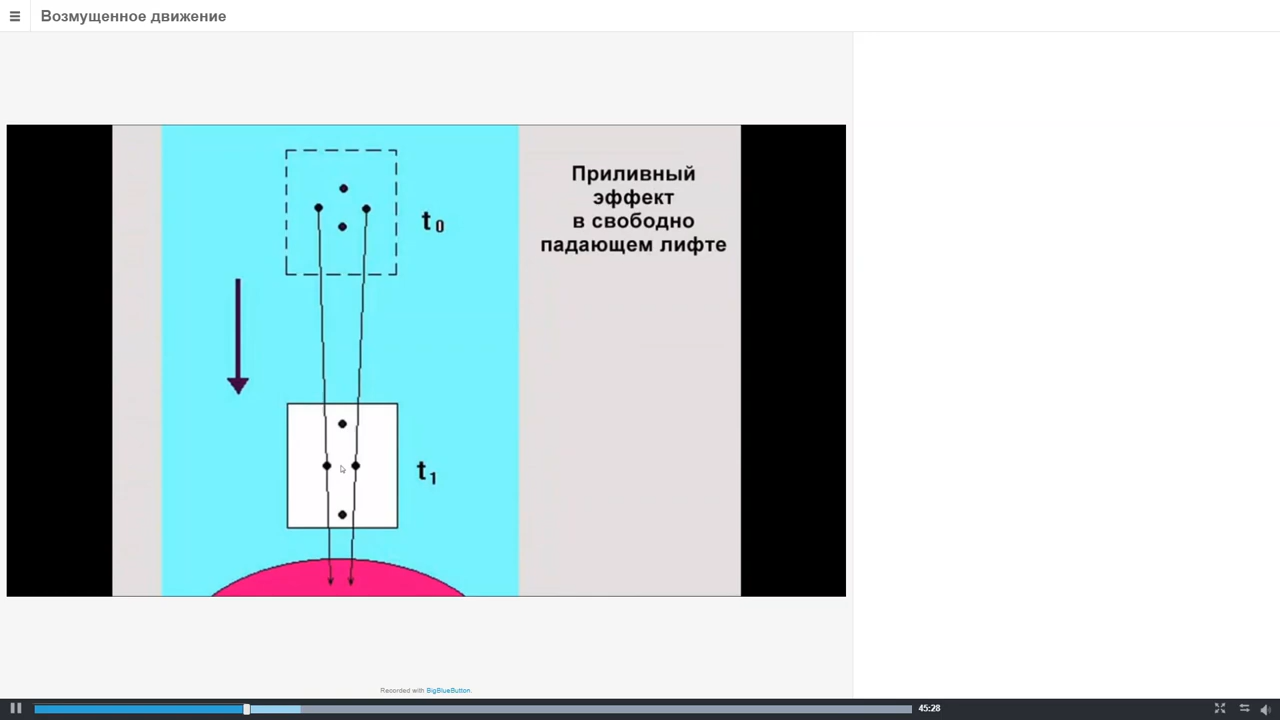 Возмущенное движение
Приливный
эффект
в свободно
падающем лифте
t0
t1
Recorded with BigBlueButton.
45:28